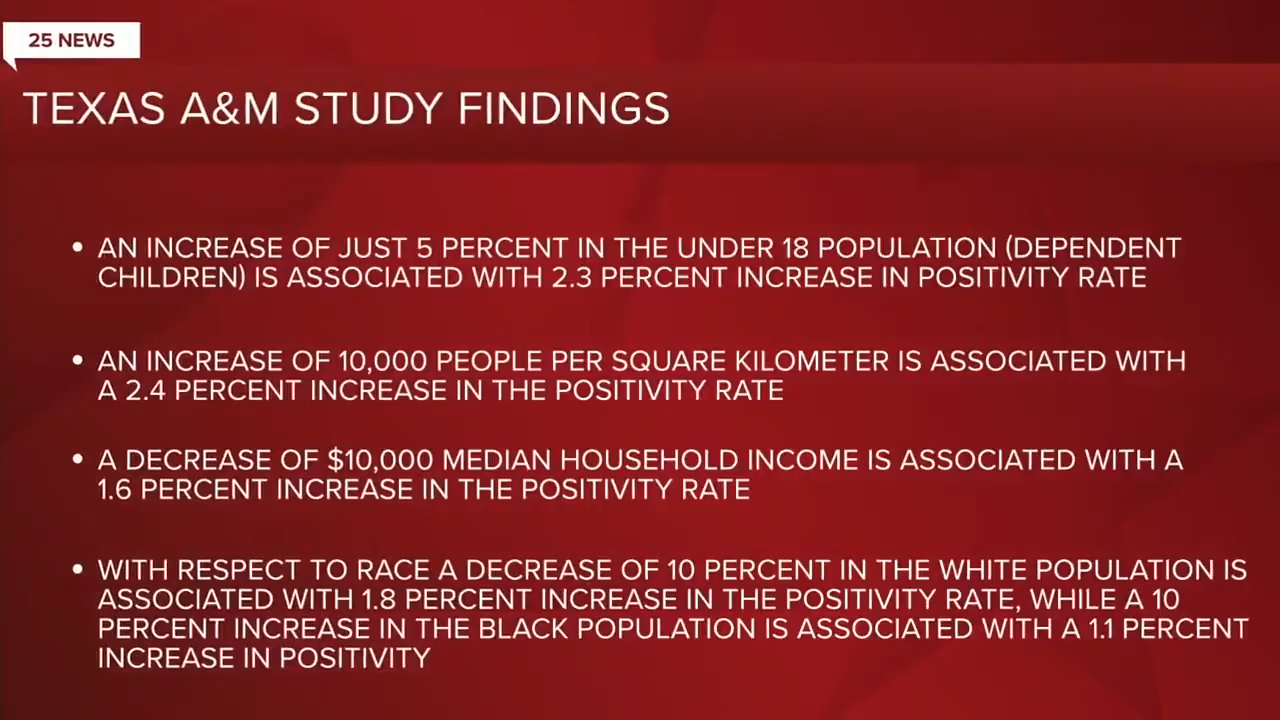 25 NEWS
TEXAS A&M STUDY FINDINGS
• AN INCREASE OF JUST 5 PERCENT IN THE UNDER 18 POPULATION (DEPENDENT
CHILDREN) IS ASSOCIATED WITH 2.3 PERCENT INCREASE IN POSITIVITY RATE
• AN INCREASE OF 10,000 PEOPLE PER SQUARE KILOMETER IS ASSOCIATED WITH
A 2.4 PERCENT INCREASE IN THE POSITIVITY RATE
• A DECREASE OF $10,000 MEDIAN HOUSEHOLD INCOME IS ASSOCIATED WITH A
1.6 PERCENT INCREASE IN THE POSITIVITY RATE
• WITH RESPECT TO RACE A DECREASE OF 10 PERCENT IN THE WHITE POPULATION IS
ASSOCIATED WITH 1.8 PERCENT INCREASE IN THE POSITIVITY RATE, WHILE A 10
PERCENT INCREASE IN THE BLACK POPULATION IS ASSOCIATED WITH A 1.1 PERCENT
INCREASE IN POSITIVITY